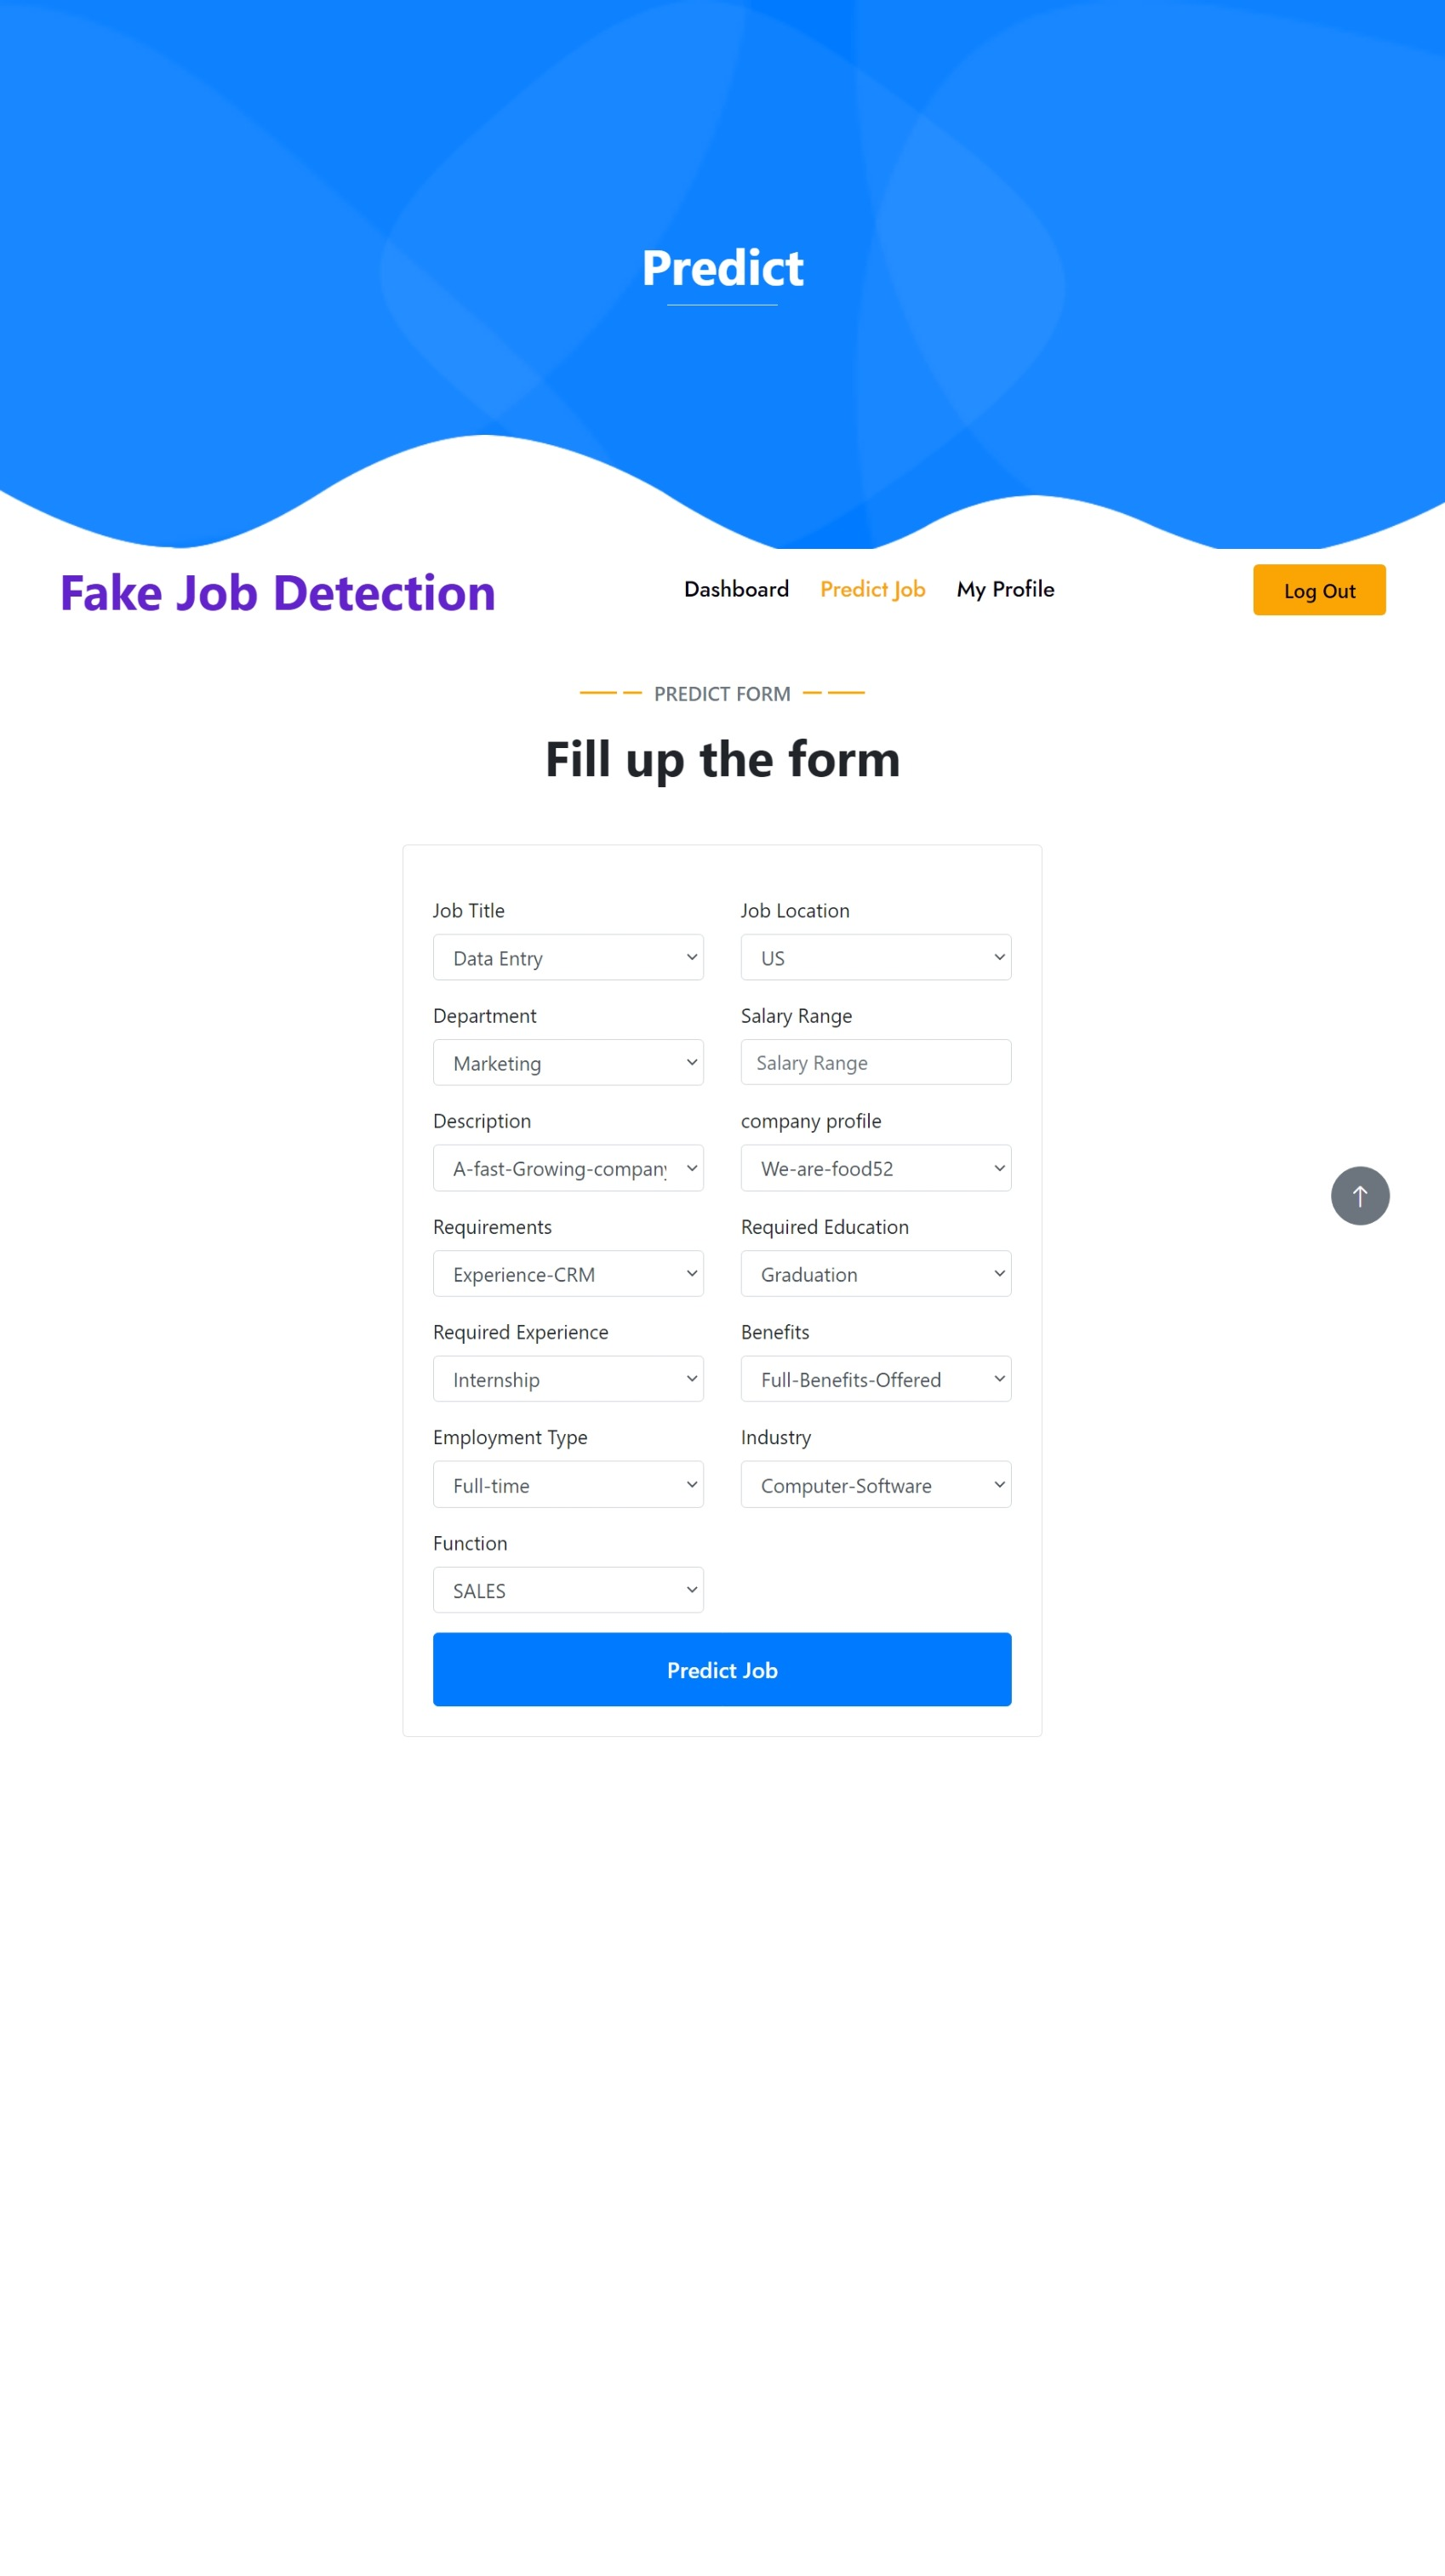 Predict
Fake Job Detection
Dashboard Predict Job My Profile
Log Out
PREDICT FORM
Fill up the form
Job Title Job Location
Data Entry US
Department Salary Range
Marketing Salary Range
Description company profile
A-fast-Growing-company We-are-food52
Requirements Required Education
Experience-CRM Graduation
Required Experience Benefits
Internship Full-Benefits-Offered
Employment Type Industry
Full-time Computer-Software
Function
SALES
Predict Job